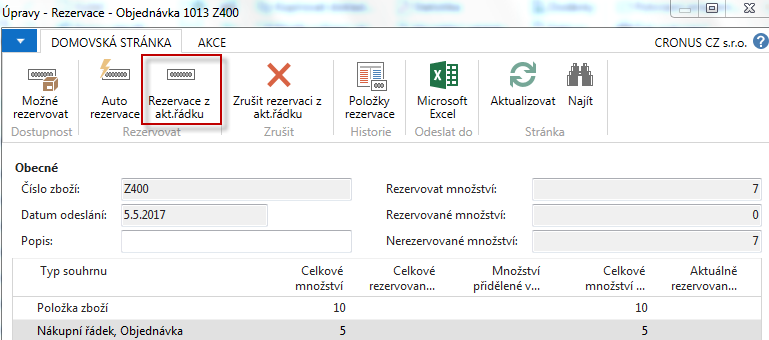 Úpravy - Rezervace - Objednávka 1013 Z400
DOMOVSKÁ STRÁNKA AKCE CRONUS CZ s.r.o.
Možné rezervovat
Auto rezervace
Rezervace z akt.řádku
Zrušit rezervaci z akt.řádku
Položky rezervace
Microsoft Excel
Aktualizovat
Najít
Dostupnost Rezervovat Zrušit Historie Odeslat do Stránka
Obecné
Číslo zboží: Z400 Rezervovat množství: 7
Datum odeslání: 5.5.2017 Rezervované množství: 0
Popis: Nerezervované množství: 7
Typ souhrnu Celkové množství Celkové rezervovan... Množství přidělené v... Celkové množství ... Aktuálně rezervovan...
Položka zboží 10 10
Nákupní řádek, Objednávka 5 5